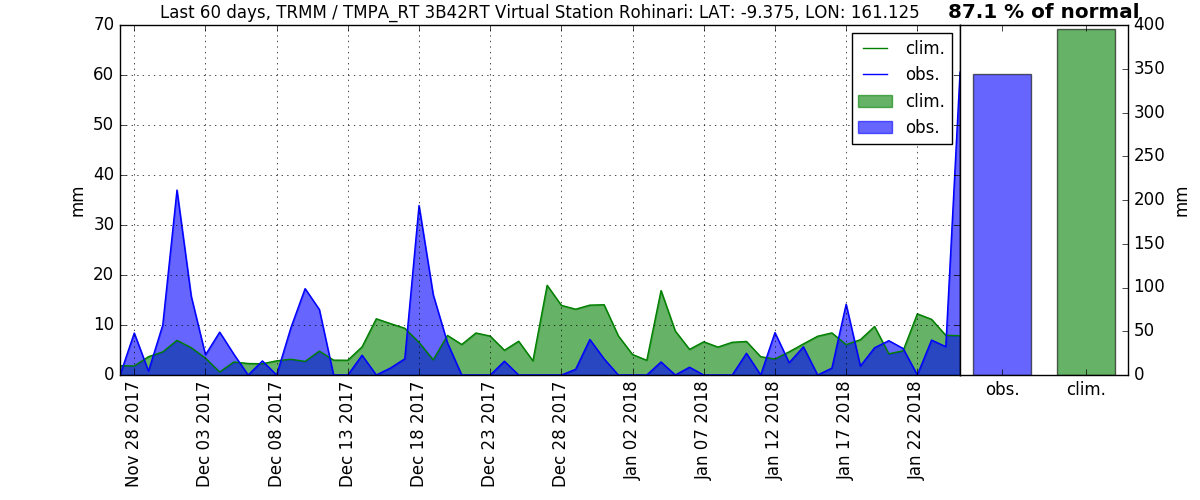 Last 60 days, TRMM / TMPA_RT 3B42RT Virtual Station Rohinari: LAT: -9.375, LON: 161.125
87.1 % of normal
70
60
50
40
30
20
10
0
mm
clim.
obs.
clim.
obs.
400
350
300
250
200
150
100
50
0
mm
Nov 28 2017
Dec 03 2017
Dec 08 2017
Dec 13 2017
Dec 18 2017
Dec 23 2017
Dec 28 2017
Jan 02 2018
Jan 07 2018
Jan 12 2018
Jan 17 2018
Jan 22 2018
obs.
clim.